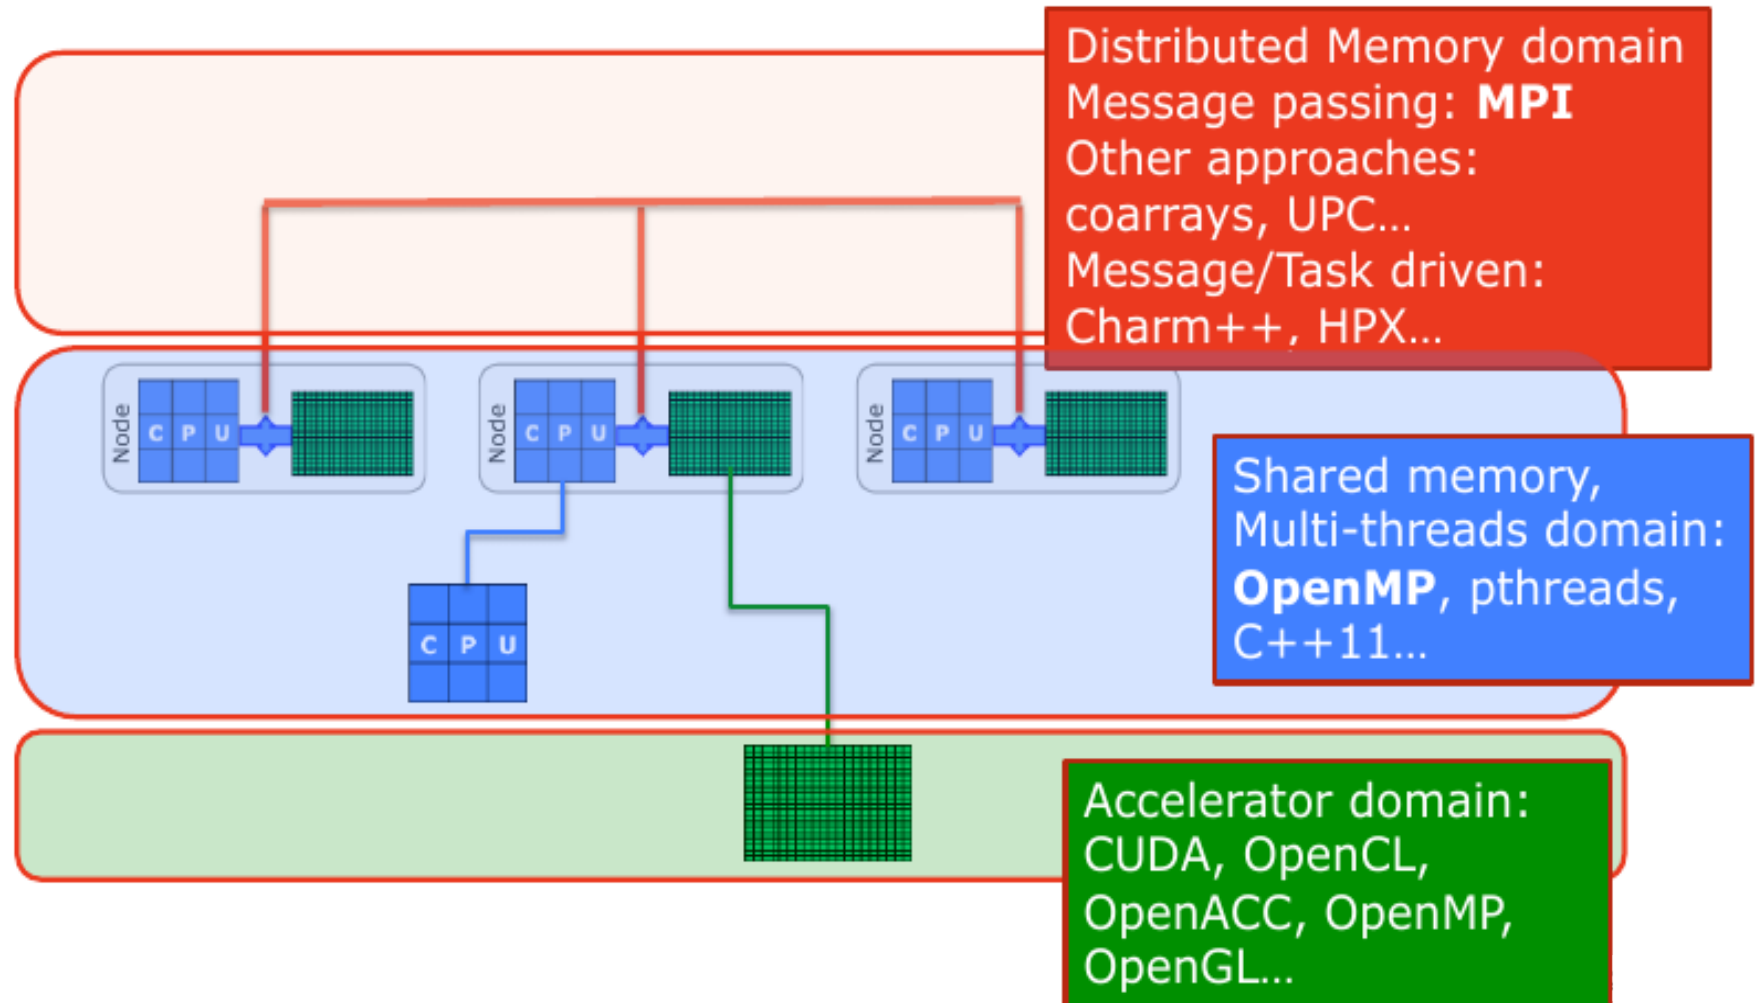 Distributed Memory domain
Message passing: MPI
Other approaches:
coarrays, UPC...
Message/Task driven:
Charm++, HPX...
Node
C P U
Node
C P U
Node
C P U
Shared memory,
Multi-threads domain:
OpenMP, pthreads,
C++11...
C P U
Accelerator domain:
CUDA, OpenCL,
OpenACC, OpenMP,
OpenGL...